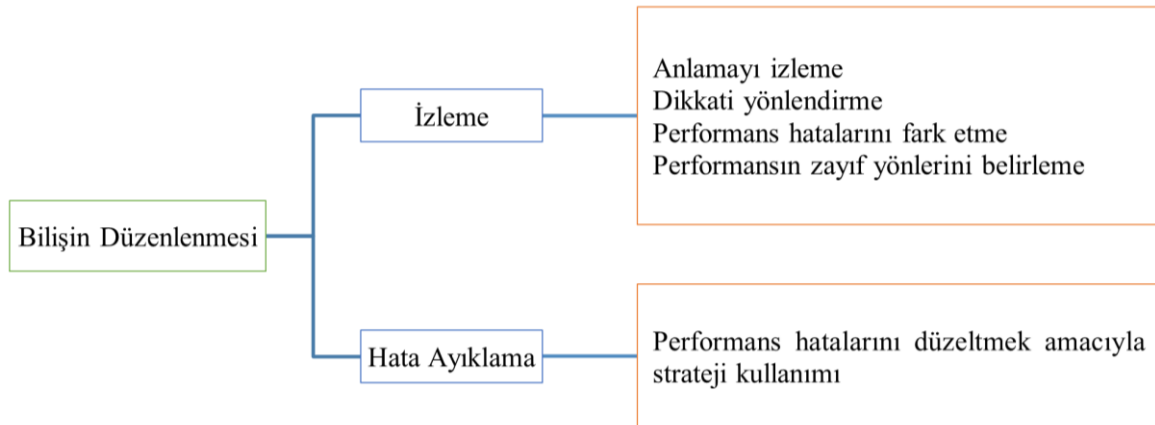 Bilişin Düzenlenmesi
İzleme
Anlamayı izleme
Dikkati yönlendirme
Performans hatalarını fark etme
Performansın zayıf yönlerini belirleme
Hata Ayıklama
Performans hatalarını düzeltmek amacıyla
strateji kullanımı